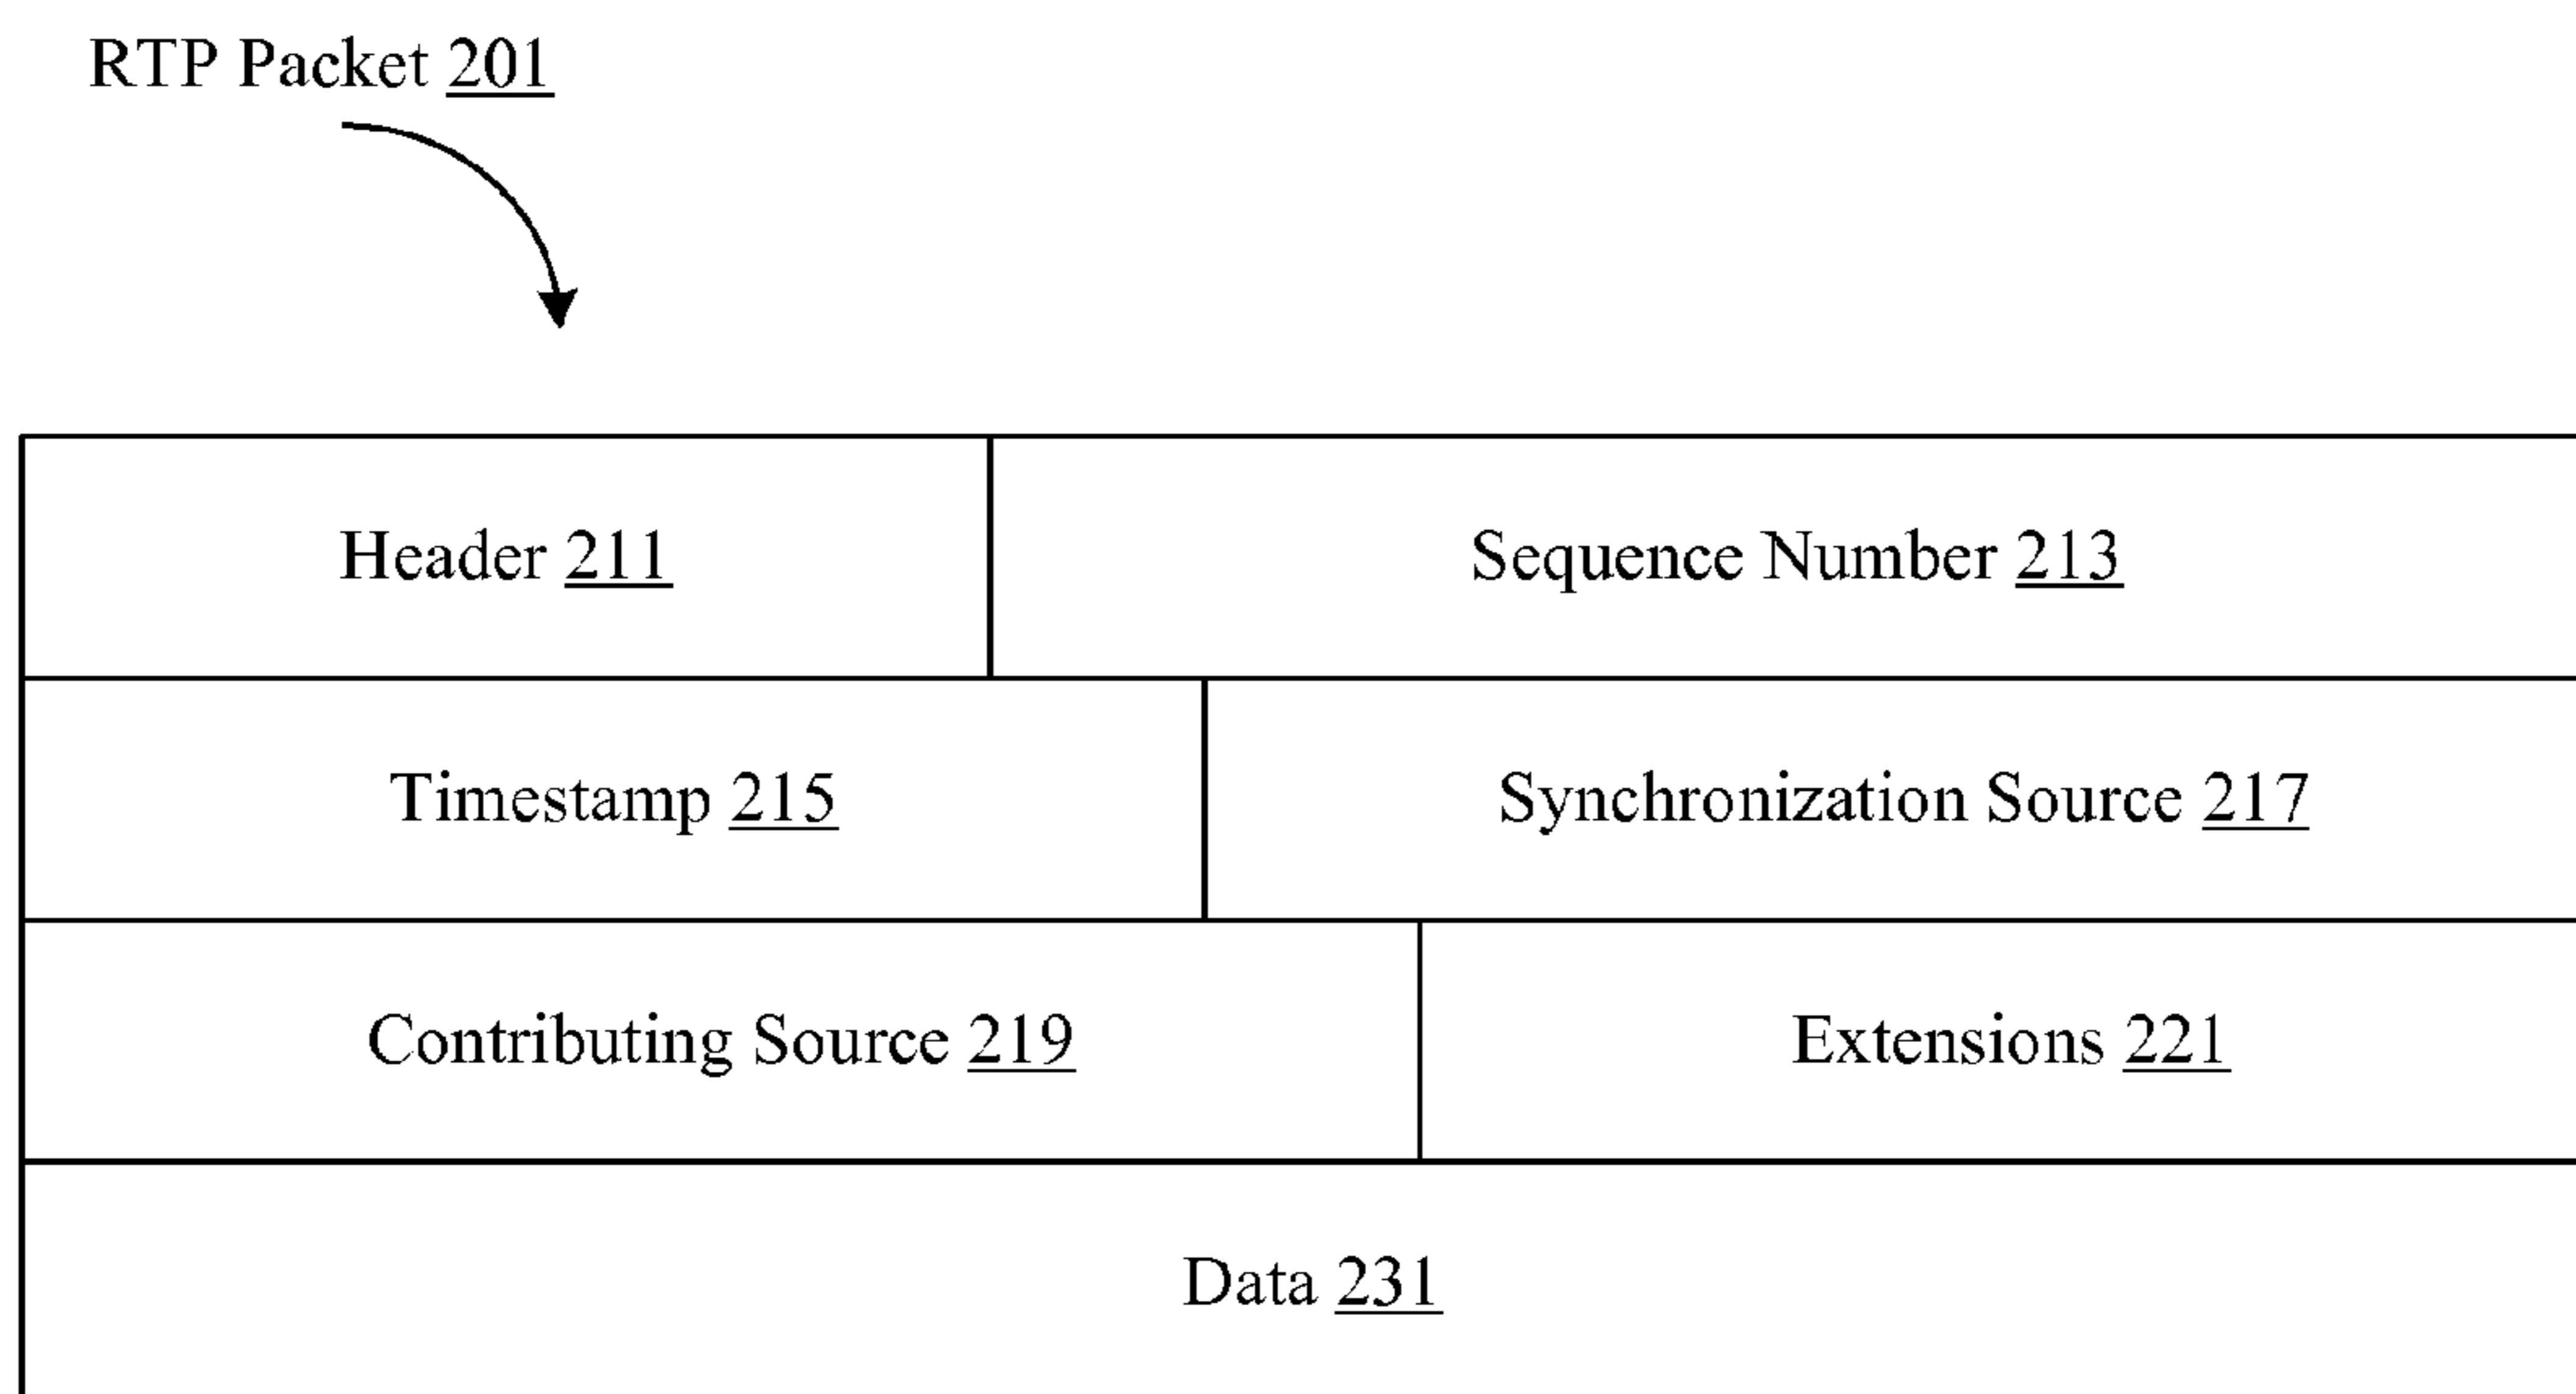 RTP Packet 201
Header 211
Sequence Number 213
Timestamp 215
Synchronization Source 217
Contributing Source 219
Extensions 221
Data 231